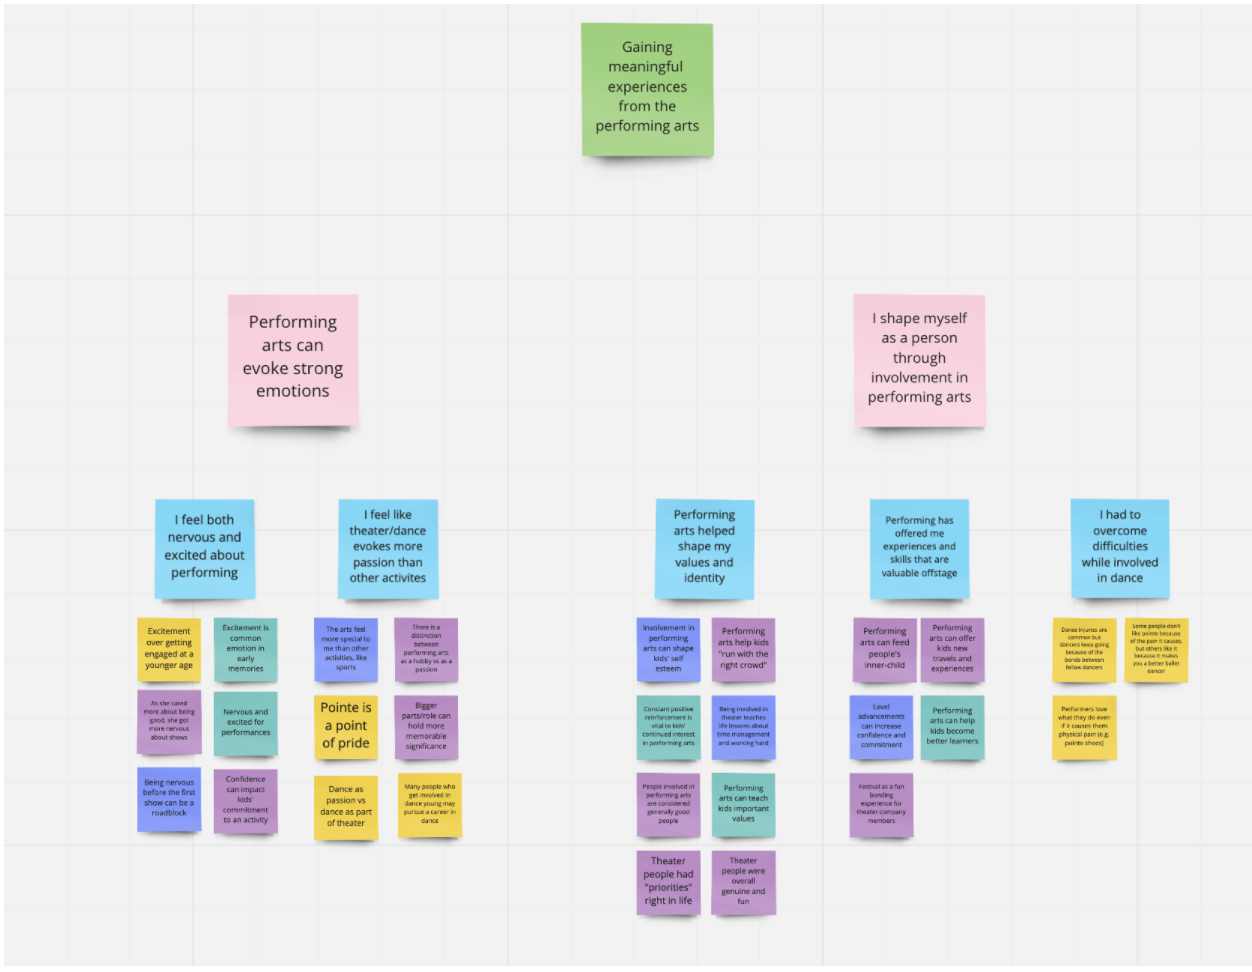 Gaining
meaningful
experiences
from the
performing arts
Performing
arts can
evoke strong
emotions
I shape myself
as a person
through
involvement in
performing arts
I feel both
nervous and
excited about
performing
I feel like
theater/dance
evokes more
passion than
other activites
Performing
arts helped
shape my
values and
identity
Performing has
offered me
experiences and
skills that are
valuable offstage
I had to
overcome
difficulties
while involved
in dance
Excitement
over getting
engaged at a
younger age
Excitement is
common
emotion in
early
memories
As she cared
more about being
good, she got
more nervous
about shows
Nervous and
excited for
performances
Being nervous
before the first
show can be a
roadblock
Confidence
can impact
kids'
commitment
to an activity
The arts feel
more special to
me than other
activities, like
sports
There is a
distinction
between
performing arts
as a hobby vs as a
passion
Pointe is
a point
of pride
Bigger
parts/role can
hold more
memorable
significance
Dance as
passion vs
dance as part
of theater
Many people who
get involved in
dance young may
pursue a career in
dance
Involvement in
performing
arts can shape
kids' self
esteem
Performing
arts help kids
"run with the
right crowd"
Constant positive
reinforcement is
vital to kids'
continued interest
in performing arts
Being involved in
theater teaches
life lessons about
time management
and working hard
People involved in
performing arts
are considered
generally good
people
Performing
arts can teach
kids important
values
Theater
people had
"priorities"
right in life
Theater
people were
overall
genuine and
fun
Performing
arts can feed
people's
inner-child
Performing
arts can offer
kids new
travels and
experiences
Level
advancements
can increase
confidence and
commitment
Performing
arts can help
kids become
better learners
Festival as a fun
bonding
experience for
theater company
members
Dance injuries are
common but
dancers keep going
because of the
bonds between
fellow dancers
Some people don't
like pointe because
of the pain it causes,
but others like it
because it makes
you a better ballet
dancer
Performers love
what they do even
if it causes them
physical pain (e.g.
pointe shoes)